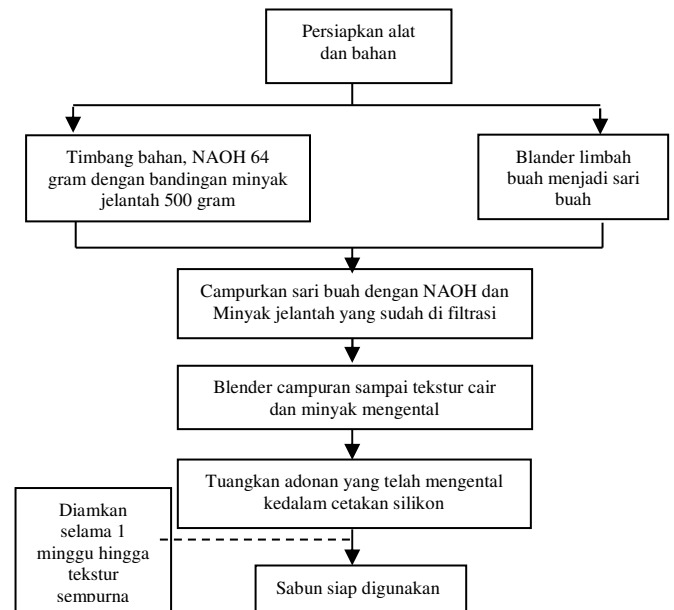 Persiapkan alat
dan bahan
Timbang bahan, NAOH 64
gram dengan bandingan minyak
jelantah 500 gram
Blander limbah
buah menjadi sari
buah
Campurkan sari buah dengan NAOH dan
Minyak jelantah yang sudah di filtrasi
Blender campuran sampai tekstur cair
dan minyak mengental
Tuangkan adonan yang telah mengental
kedalam cetakan silikon
Diamkan
selama 1
minggu hingga
tekstur
sempurna
Sabun siap digunakan